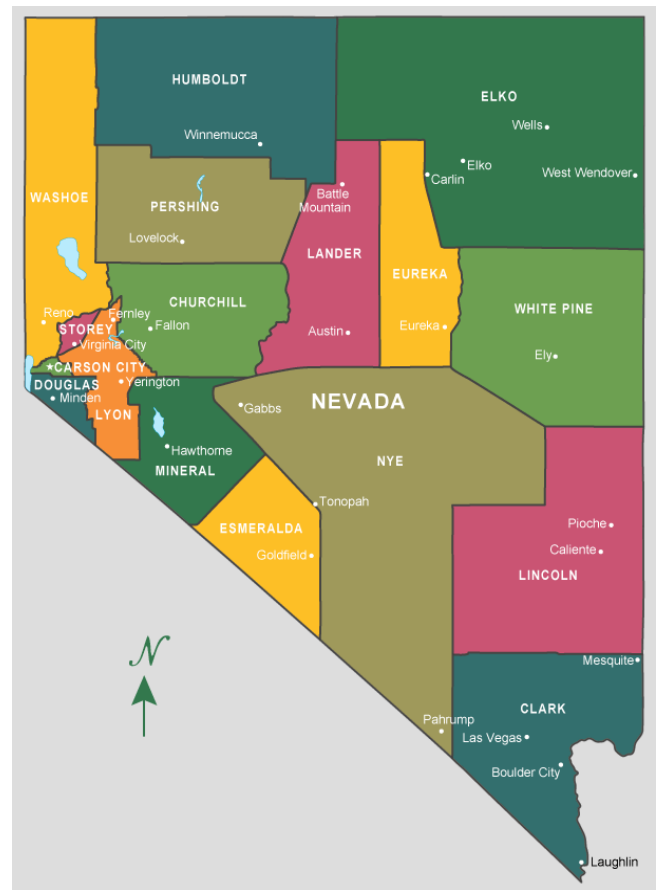 HUMBOLDT
ELKO
Wells
Winnemucca
Elko
Carlin
West Wendover
WASHOE
Battle
Mountain
PERSHING
Lovelock
LANDER
EUREKA
CHURCHILL
WHITE PINE
Reno
Fernley
STOREY
Fallon
Eureka
Austin
Virginia City
Ely
CARSON CITY
DOUGLAS
Yerington
Minden
NEVADA
Gabbs
LYON
Hawthorne
NYE
MINERAL
Tonopah
ESMERALDA
Pioche
Goldfield
Caliente
LINCOLN
N
Mesquite
CLARK
Pahrump
Las Vegas
Boulder City
Laughlin